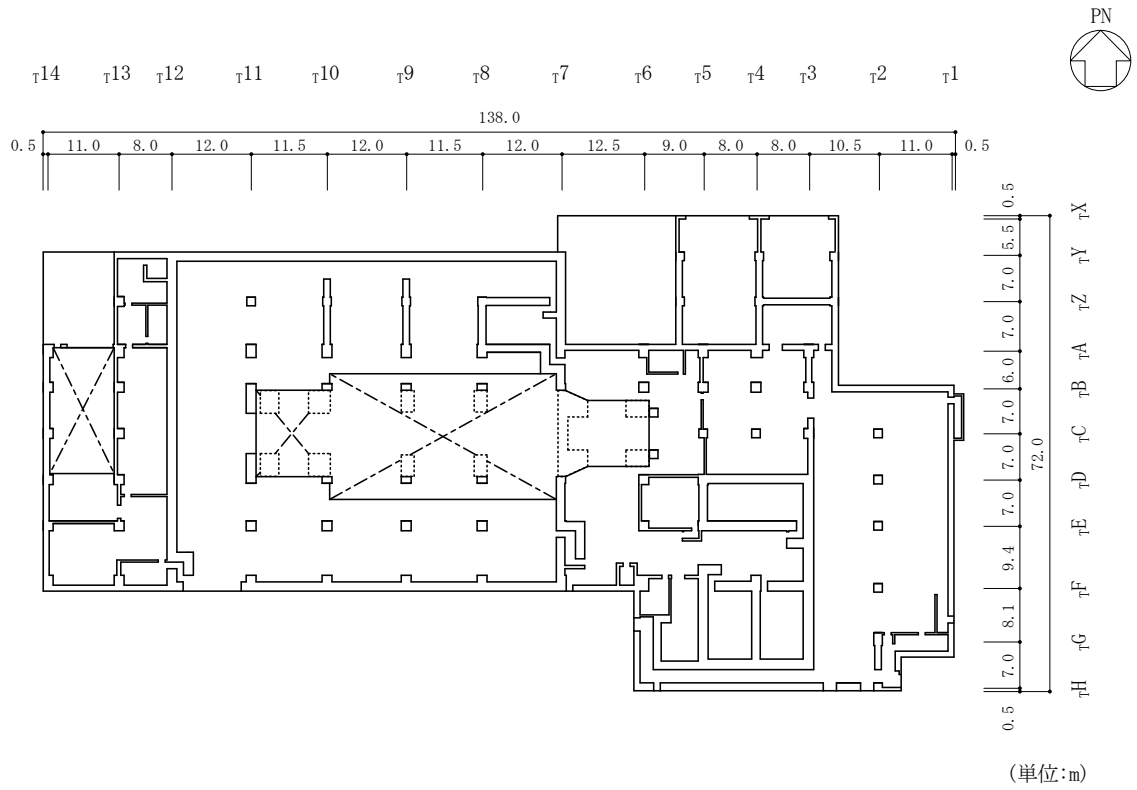 PN
T14 T13 T12 T11 T10 T9 T8 T7 T6 T5 T4 T3 T2 T1
138.0
0.5 11.0 8.0 12.0 11.5 12.0 11.5 12.0 12.5 9.0 8.0 8.0 10.5 11.0 0.5
0.5 TX
5.5
TY
7.0
TZ
7.0
TA
6.0
TB
7.0
TC
7.0
72.0
TD
7.0
TE
9.4
TF
8.1
TG
7.0
TH
0.5
(単位:m)